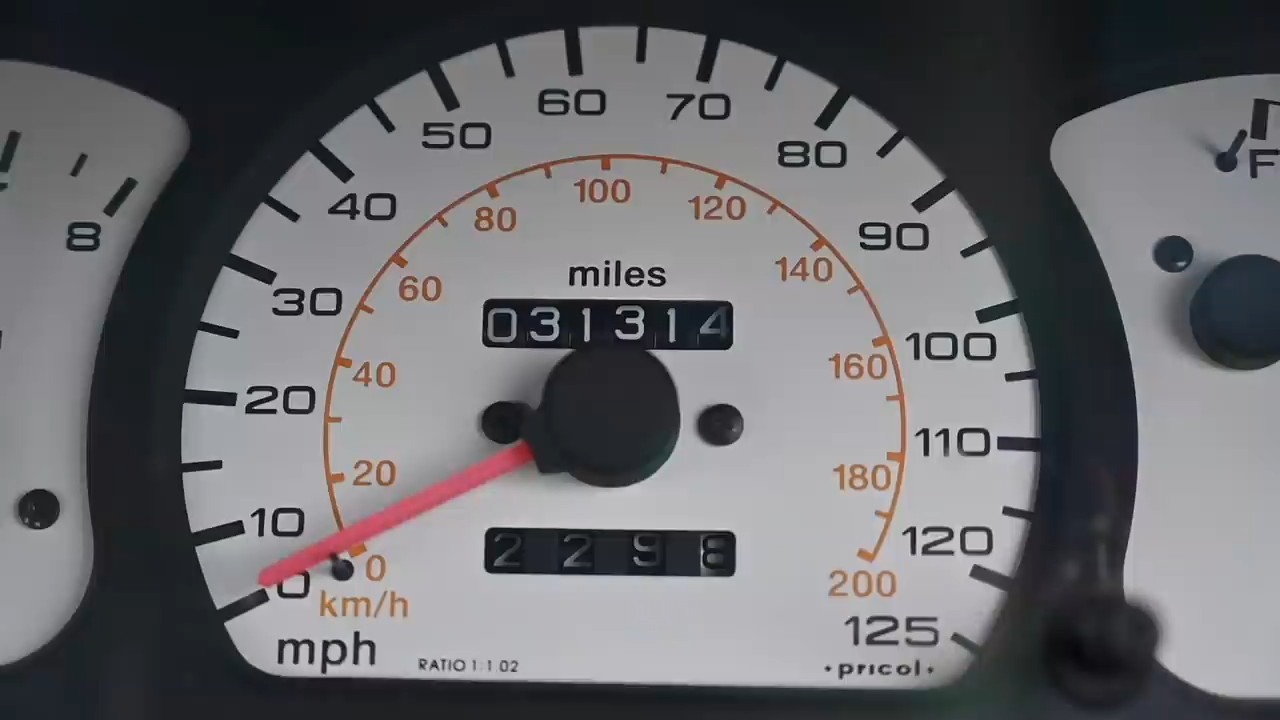 60 70
50 80
40 90
30 100
20 110
10 120
0 125
mph
80 100 120
60 140
40 160
20 180
0 200
km/h
miles
031314
2298
RATIO 1:1.02
•pricol•
8
F